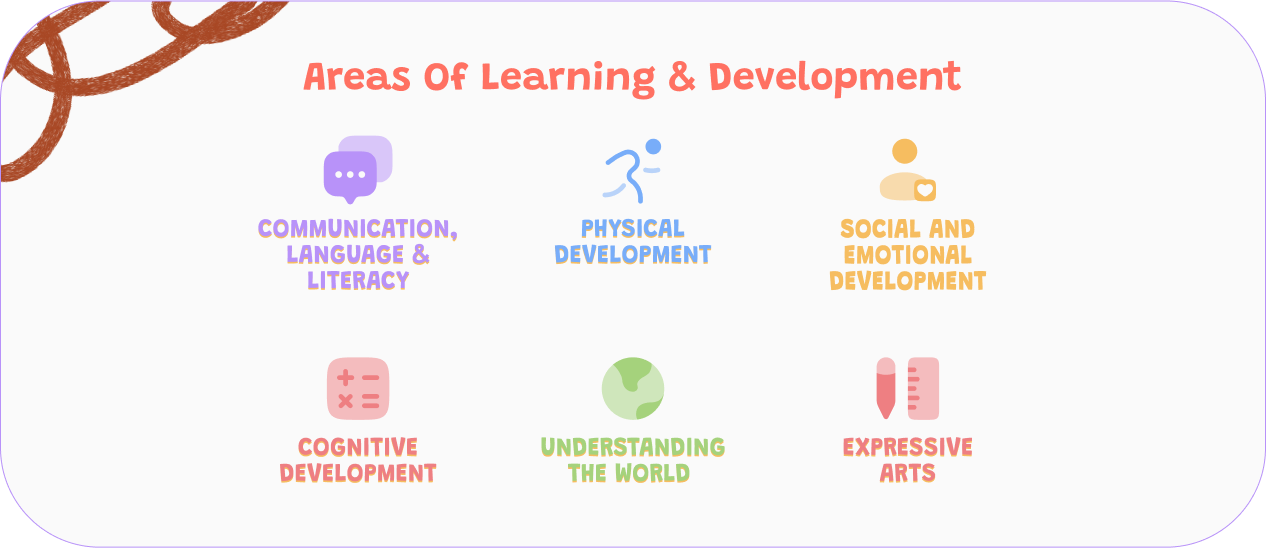 Areas Of Learning & Development
COMMUNICATION,
LANGUAGE &
LITERACY
PHYSICAL
DEVELOPMENT
SOCIAL AND
EMOTIONAL
DEVELOPMENT
COGNITIVE
DEVELOPMENT
UNDERSTANDING
THE WORLD
EXPRESSIVE
ARTS